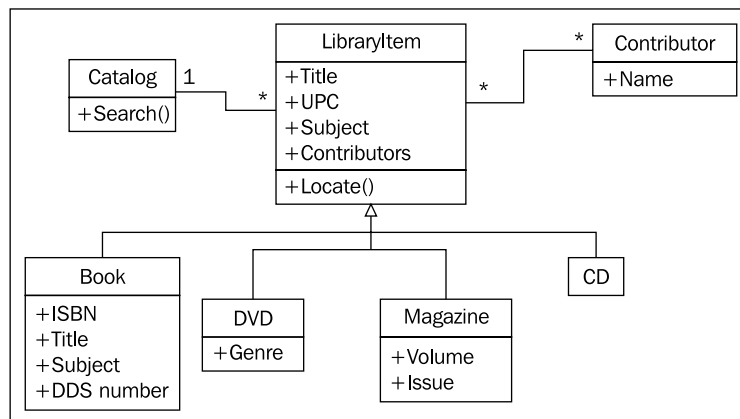 LibraryItem
+Title
+UPC
+Subject
+Contributors
+Locate()
Catalog
+Search()
1
*
*
*
Contributor
+Name
Book
+ISBN
+Title
+Subject
+DDS number
DVD
+Genre
Magazine
+Volume
+Issue
CD